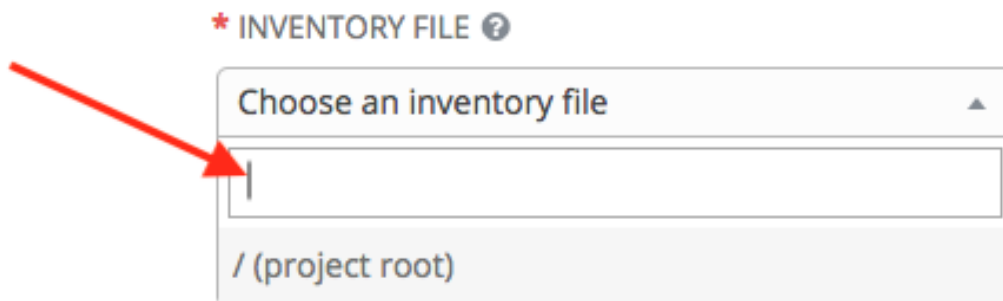 * INVENTORY FILE ?
Choose an inventory file
/ (project root)